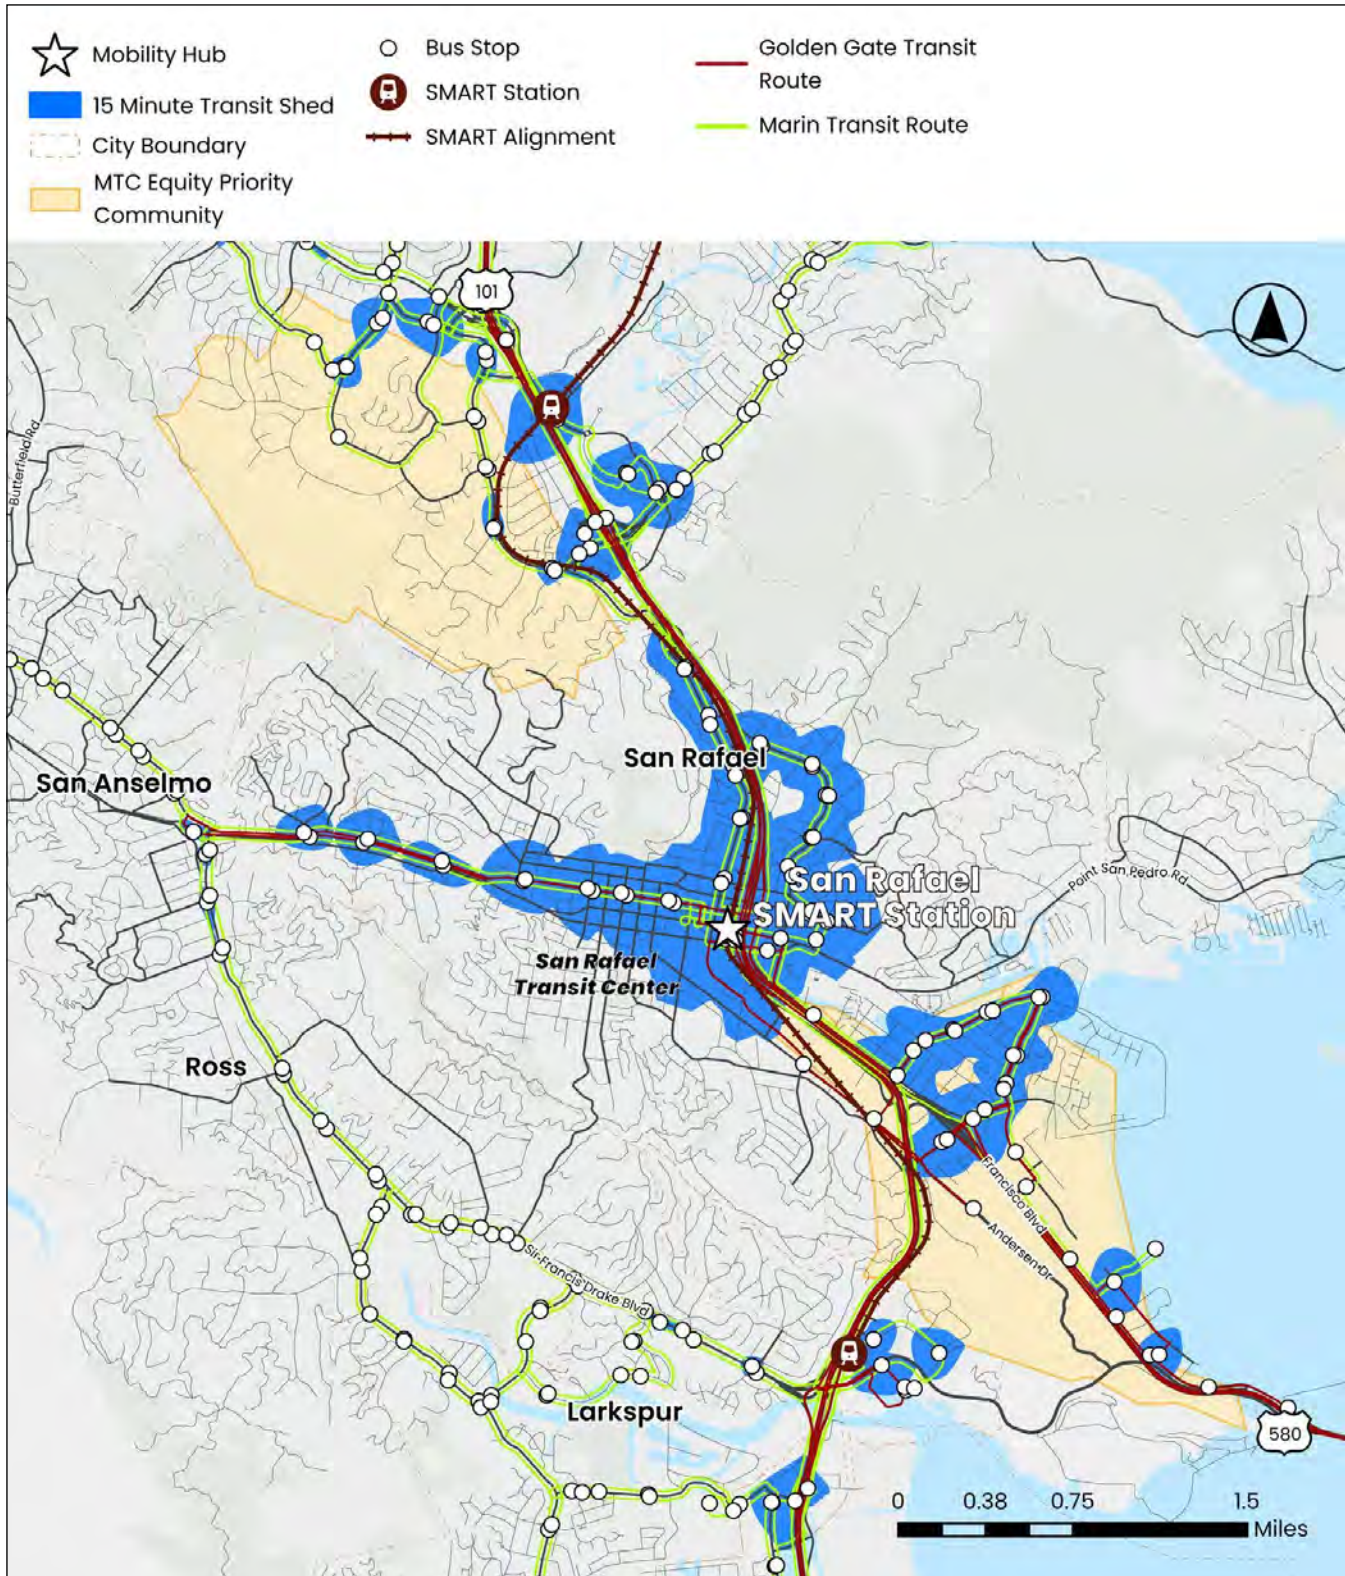 Mobility Hub
15 Minute Transit Shed
City Boundary
MTC Equity Priority
Community
Bus Stop
SMART Station
SMART Alignment
Golden Gate Transit
Route
Marin Transit Route
101
Butterfield Rd
San Rafael
San Anselmo
San Rafael
SMART Station
Point San Pedro Rd
San Rafael
Transit Center
Ross
Francisco Blvd
Andersen Dr
Sir Francis Drake Blvd
Larkspur
580
0 0.38 0.75 1.5
Miles